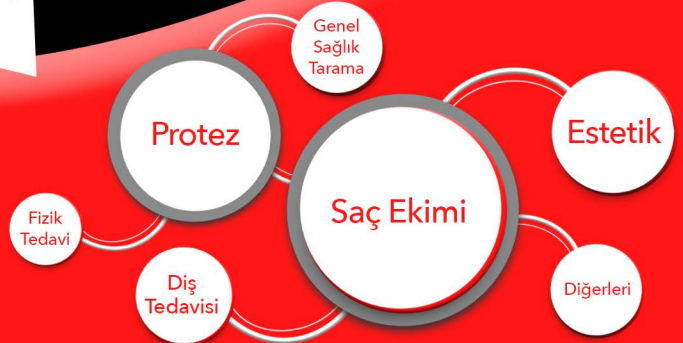 Genel
Sağlık
Tarama
Protez
Estetik
Saç Ekimi
Fizik
Tedavi
Diş
Tedavisi
Diğerleri